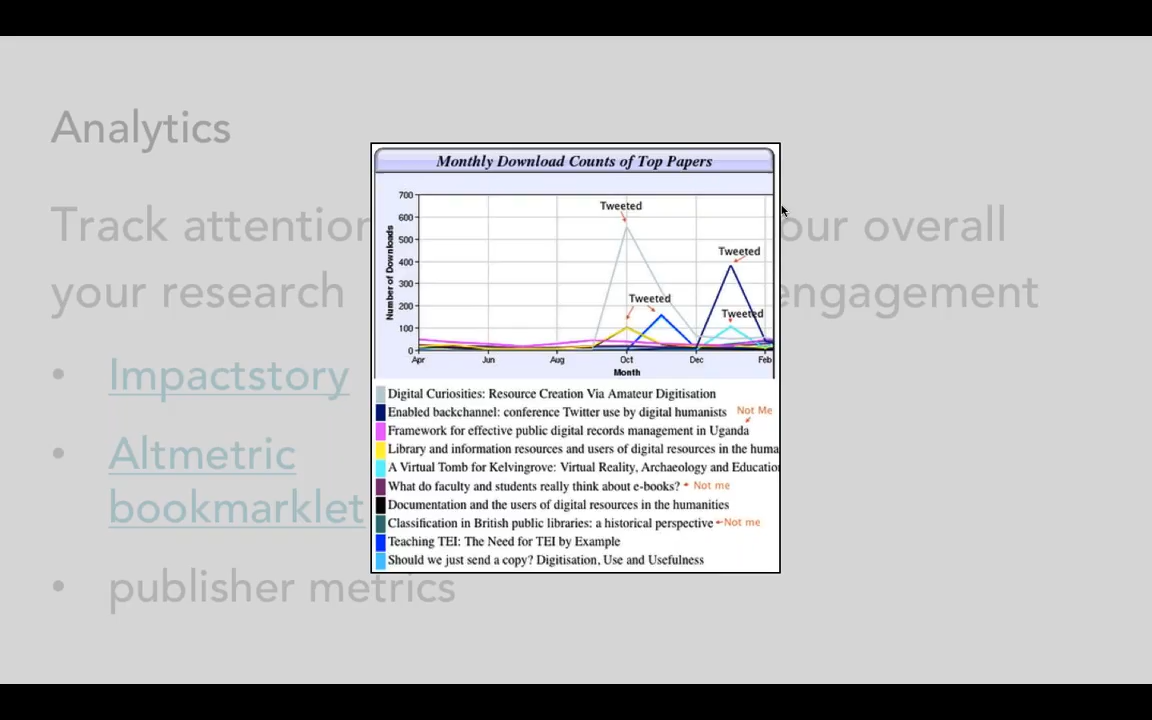 Analytics
Track attention
your research
our overall
engagement
• Impactstory
• Altmetric
bookmarklet
• publisher metrics
Monthly Download Counts of Top Papers
700
600
500
400
300
200
100
0
Number of Downloads
Tweeted
Tweeted
Tweeted
Tweeted
Apr Jun Aug Oct Dec Feb
Month
Digital Curiosities: Resource Creation Via Amateur Digitisation
Enabled backchannel: conference Twitter use by digital humanists Not Me
Framework for effective public digital records management in Uganda
Library and information resources and users of digital resources in the huma
A Virtual Tomb for Kelvingrove: Virtual Reality, Archaeology and Education
What do faculty and students really think about e-books? Not me
Documentation and the users of digital resources in the humanities
Classification in British public libraries: a historical perspective Not me
Teaching TEI: The Need for TEI by Example
Should we just send a copy? Digitisation, Use and Usefulness